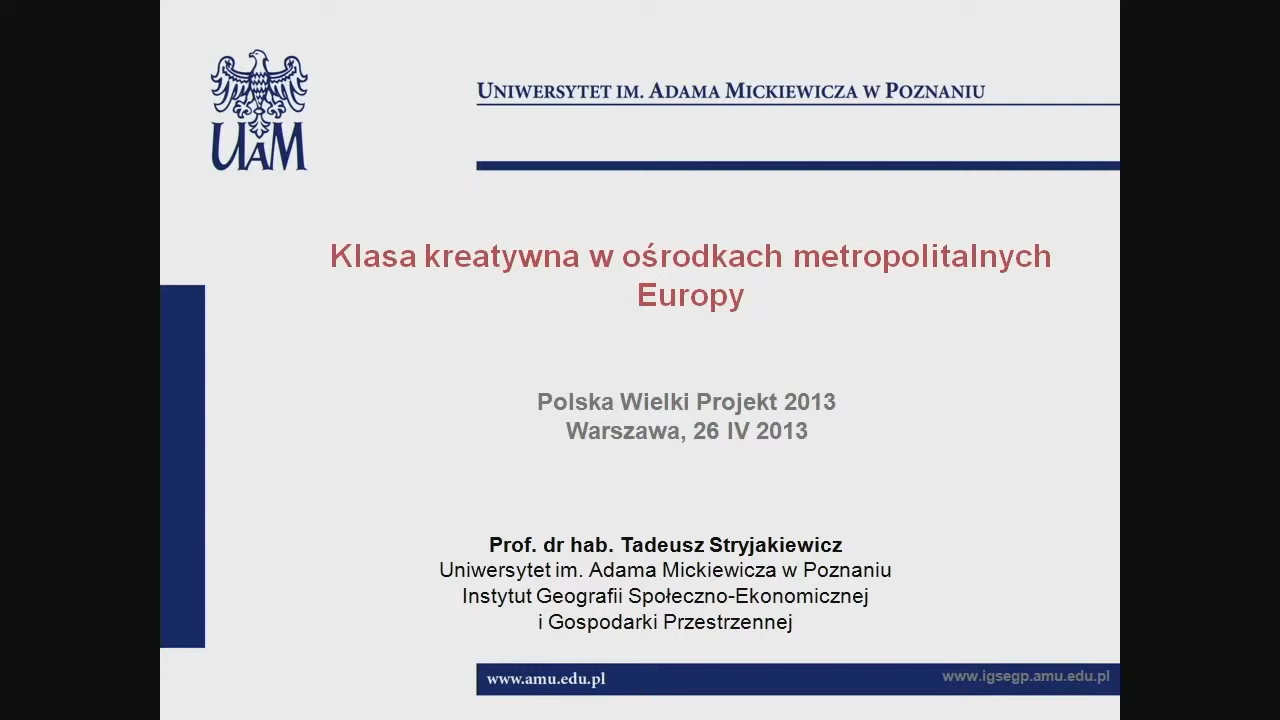 UAM
UNIWERSYTET IM. ADAMA MICKIEWICZA W POZNANIU
Klasa kreatywna w ośrodkach metropolitalnych
Europy
Polska Wielki Projekt 2013
Warszawa, 26 IV 2013
Prof. dr hab. Tadeusz Stryjakiewicz
Uniwersytet im. Adama Mickiewicza w Poznaniu
Instytut Geografii Społeczno-Ekonomicznej
i Gospodarki Przestrzennej
www.amu.edu.pl
www.igsegp.amu.edu.pl